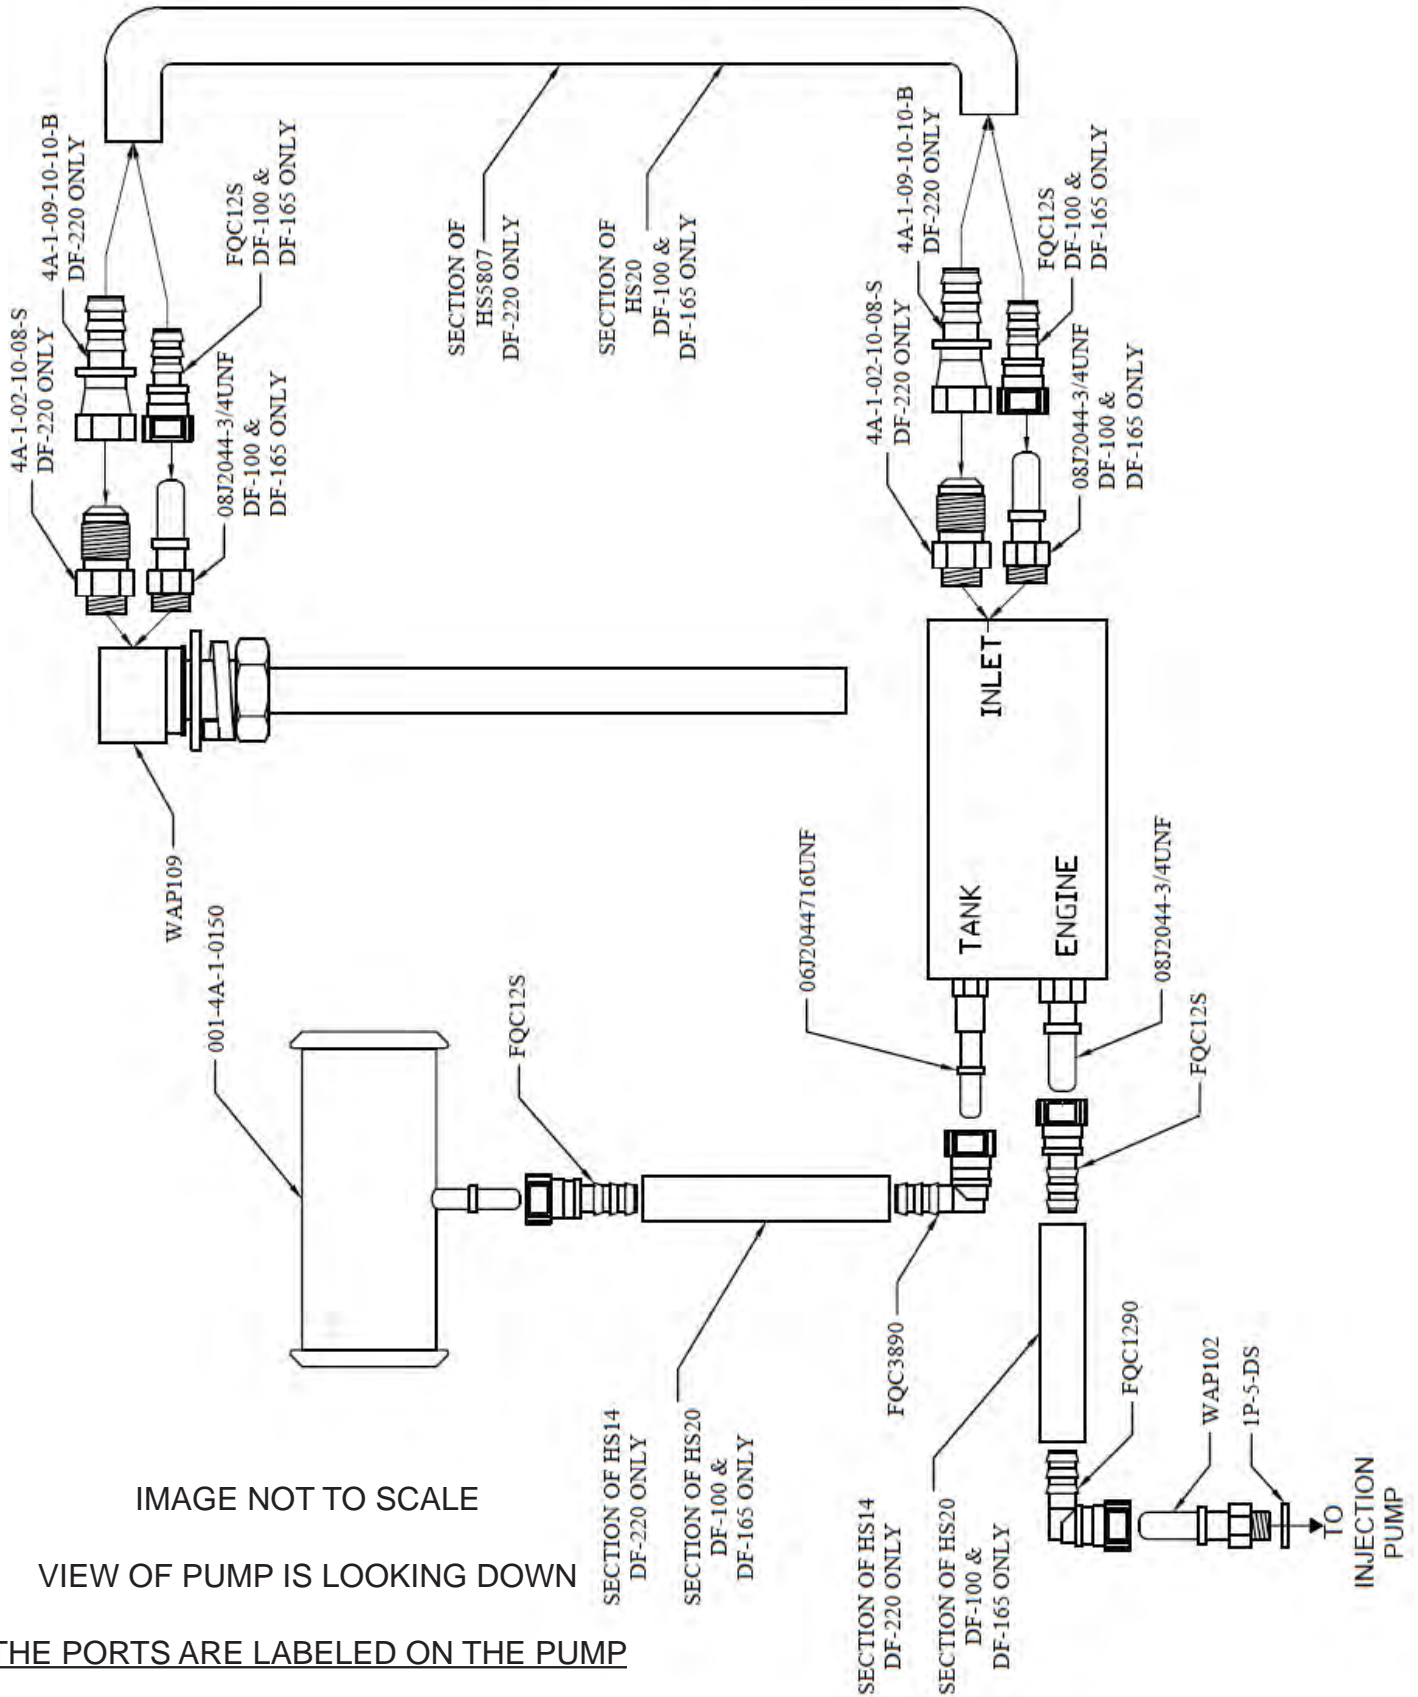 4A-1-02-10-08-S
DF-220 ONLY
4A-1-09-10-10-B
DF-220 ONLY
FQC12S
DF-100 &
DF-165 ONLY
08J2044-3/4UNF
DF-100 &
DF-165 ONLY
SECTION OF
HS5807
DF-220 ONLY
SECTION OF
HS20
DF-100 &
DF-165 ONLY
4A-1-02-10-08-S
DF-220 ONLY
4A-1-09-10-10-B
DF-220 ONLY
FQC12S
DF-100 &
DF-165 ONLY
08J2044-3/4UNF
DF-100 &
DF-165 ONLY
WAP109
001-4A-1-0150
INLET
TANK
ENGINE
06J2044716UNF
08J2044-3/4UNF
FQC12S
FQC12S
SECTION OF HS14
DF-220 ONLY
SECTION OF HS20
DF-100 &
DF-165 ONLY
FQC3890
SECTION OF HS14
DF-220 ONLY
SECTION OF HS20
DF-100 &
DF-165 ONLY
FQC1290
WAP102
1P-5-DS
TO
INJECTION
PUMP
IMAGE NOT TO SCALE
VIEW OF PUMP IS LOOKING DOWN
THE PORTS ARE LABELED ON THE PUMP